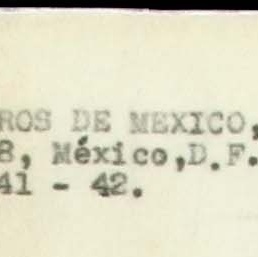 ROS DE MEXICO,
8, México,D.F.
41 - 42.